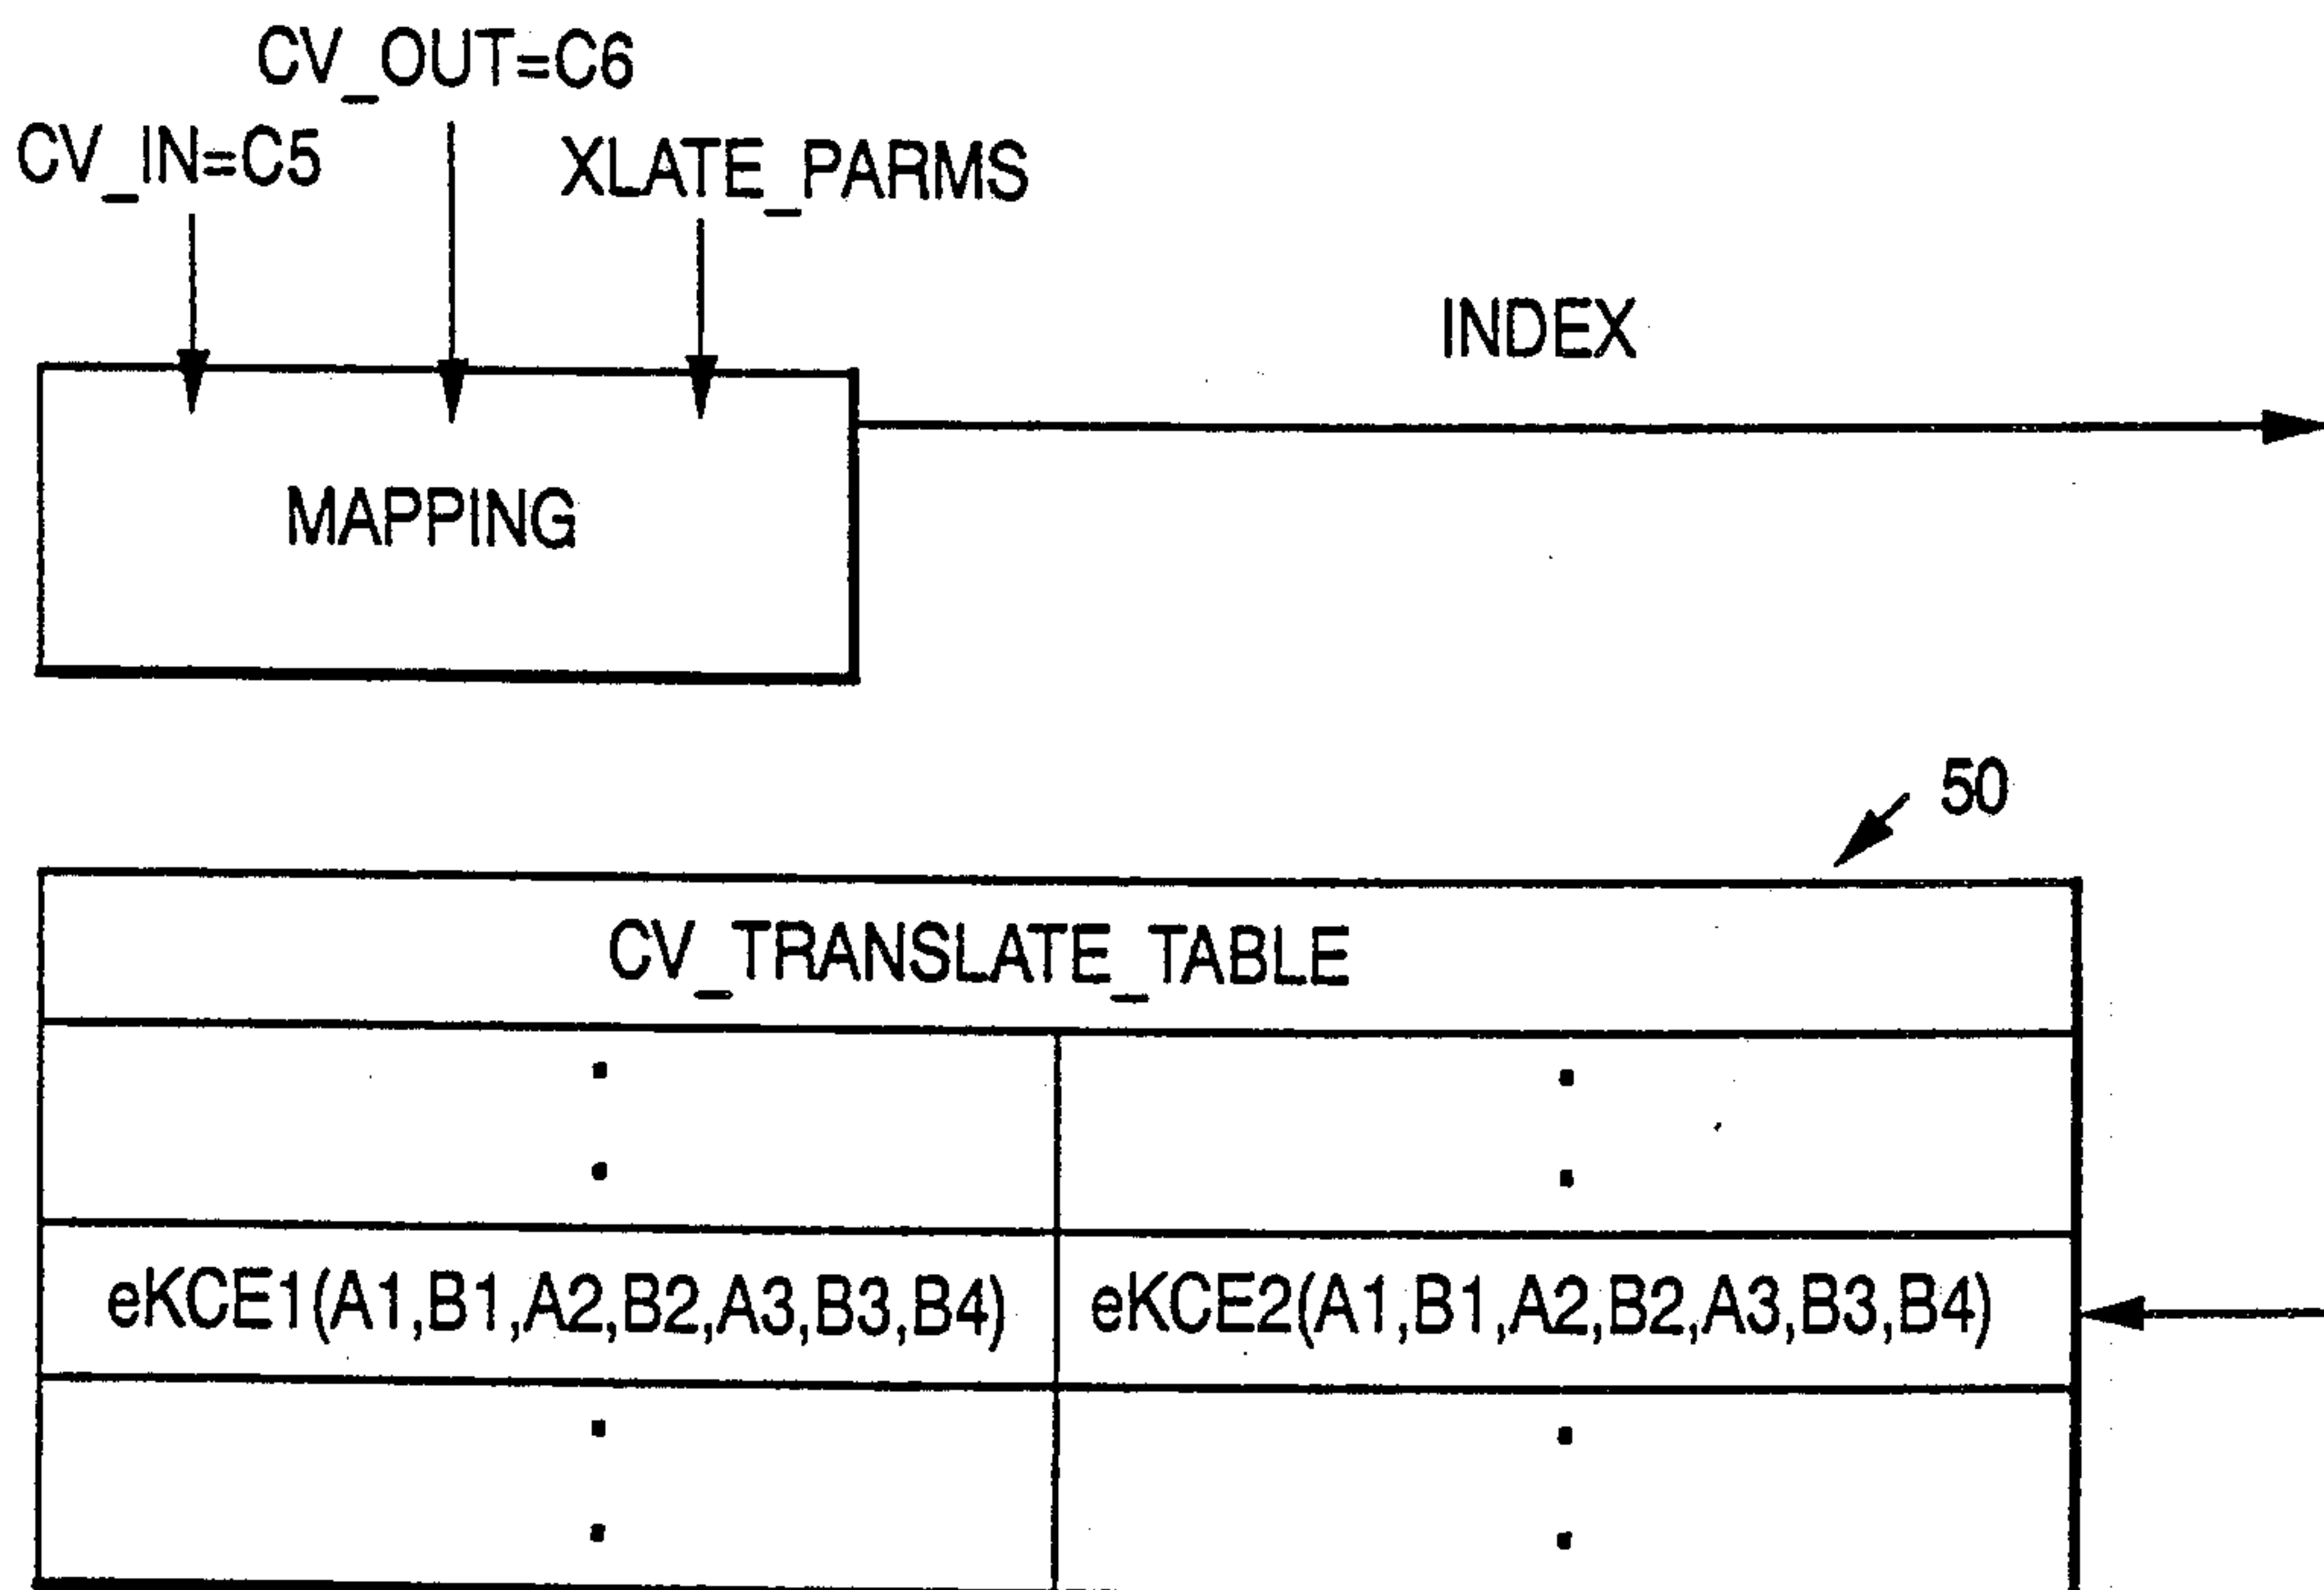 CV_OUT=C6
CV_IN=C5
XLATE_PARMS
INDEX
MAPPING
50
CV_TRANSLATE_TABLE
eKCE1(A1,B1,A2,B2,A3,B3,B4) eKCE2(A1,B1,A2,B2,A3,B3,B4)